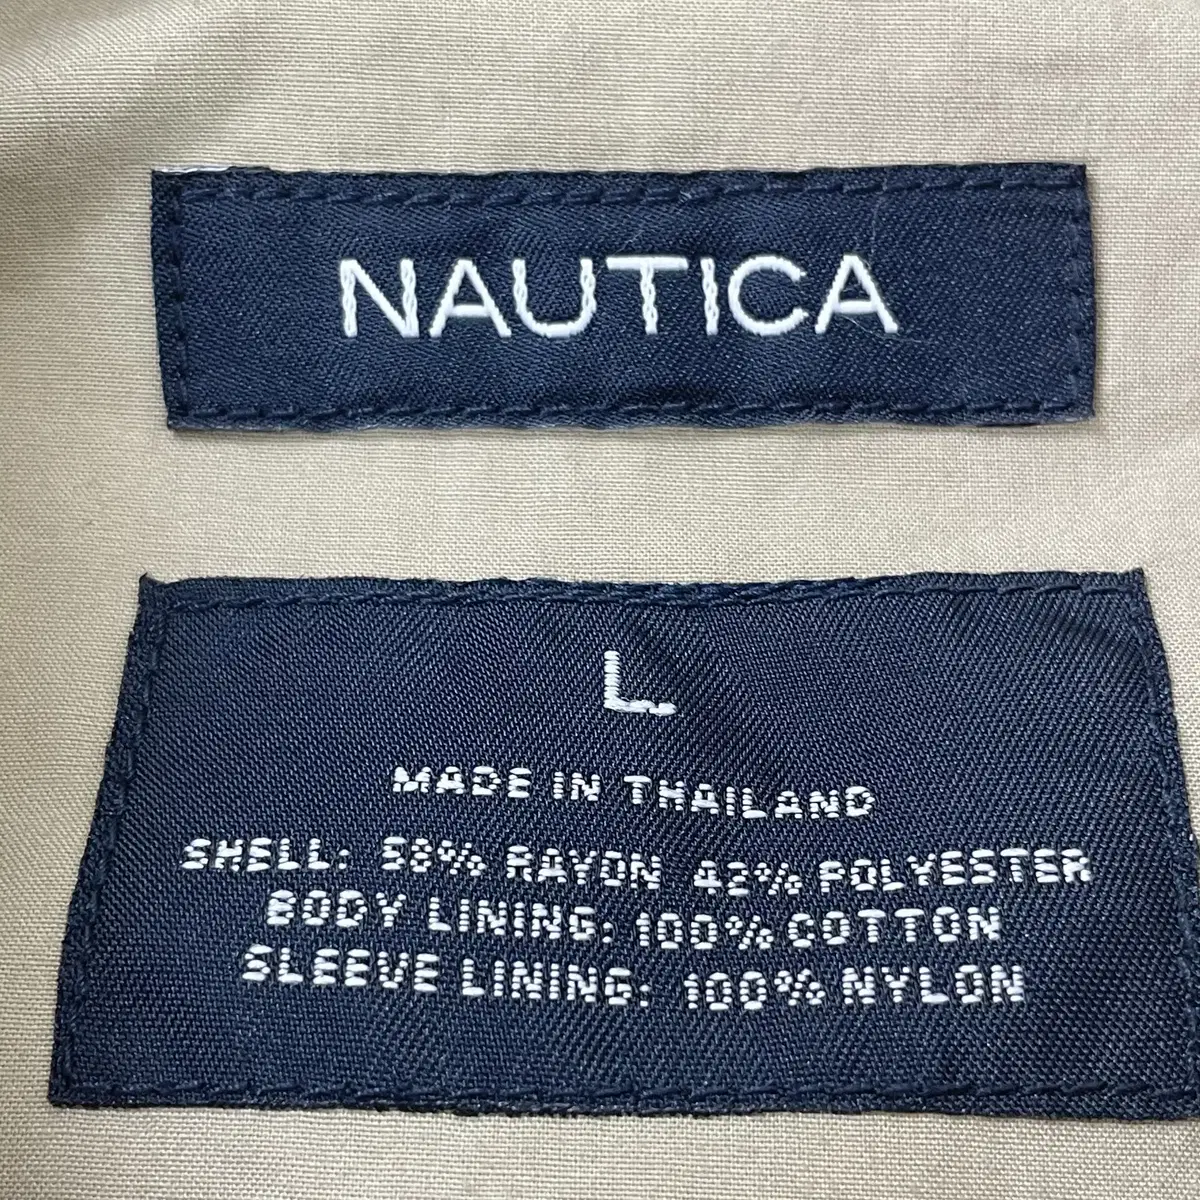 NAUTICA
L
MADE IN THAILAND
SHELL: 58% RAYON 42% POLYESTER
BODY LINING: 100% COTTON
SLEEVE LINING: 100% NYLON